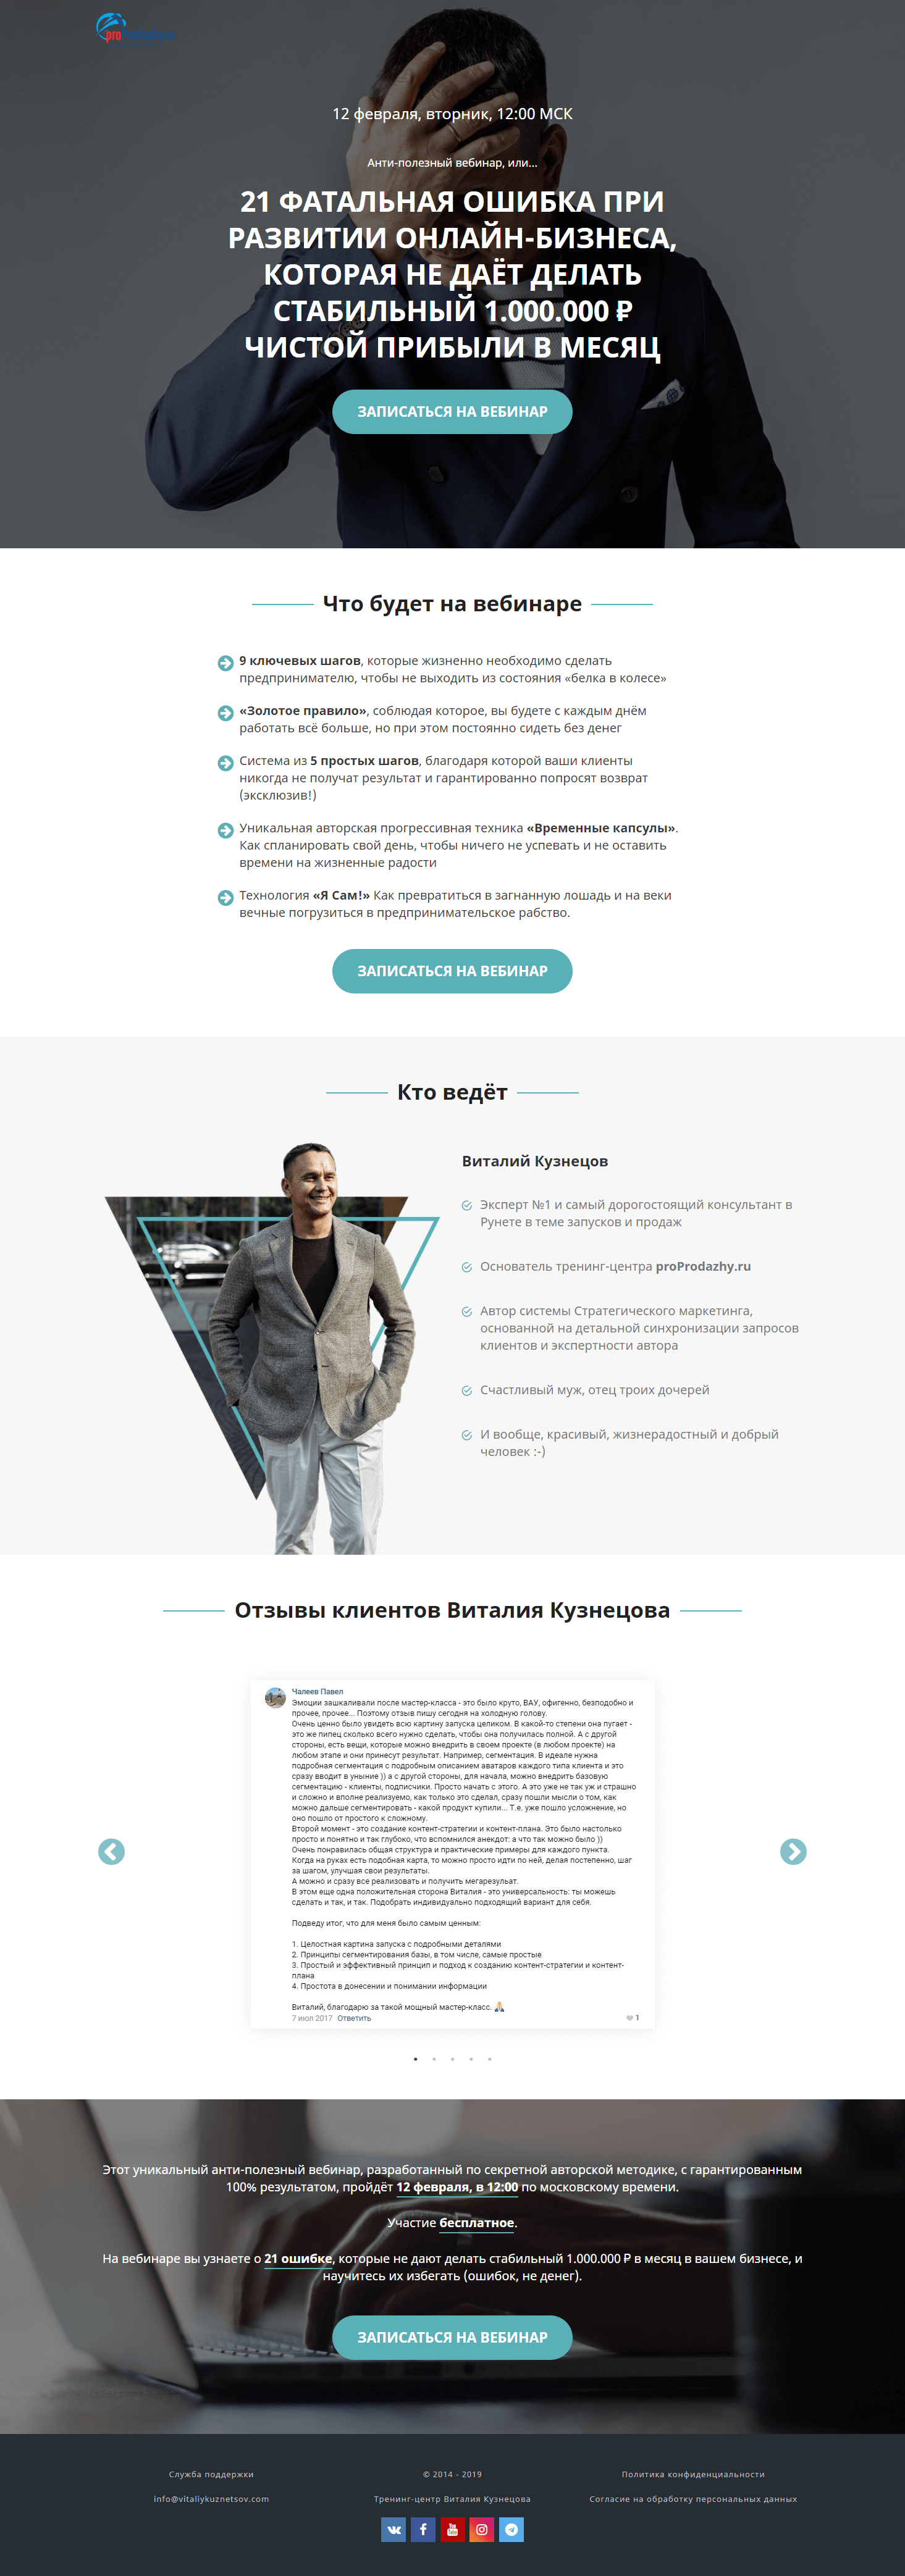 proProdazhy.ru
12 февраля, вторник, 12:00 МСК
Анти-полезный вебинар, или...
21 ФАТАЛЬНАЯ ОШИБКА ПРИ
РАЗВИТИИ ОНЛАЙН-БИЗНЕСА,
КОТОРАЯ НЕ ДАЁТ ДЕЛАТЬ
СТАБИЛЬНЫЙ 1.000.000 ₽
ЧИСТОЙ ПРИБЫЛИ В МЕСЯЦ
ЗАПИСАТЬСЯ НА ВЕБИНАР
Что будет на вебинаре
9 ключевых шагов, которые жизненно необходимо сделать
предпринимателю, чтобы не выходить из состояния «белка в колесе»
«Золотое правило», соблюдая которое, вы будете с каждым днём
работать всё больше, но при этом постоянно сидеть без денег
Система из 5 простых шагов, благодаря которой ваши клиенты
никогда не получат результат и гарантированно попросят возврат
(эксклюзив!)
Уникальная авторская прогрессивная техника «Временные капсулы».
Как спланировать свой день, чтобы ничего не успевать и не оставить
времени на жизненные радости
Технология «Я Сам!» Как превратиться в загнанную лошадь и на веки
вечные погрузиться в предпринимательское рабство.
ЗАПИСАТЬСЯ НА ВЕБИНАР
Кто ведёт
Виталий Кузнецов
Эксперт №1 и самый дорогостоящий консультант в
Рунете в теме запусков и продаж
Основатель тренинг-центра proProdazhy.ru
Автор системы Стратегического маркетинга,
основанной на детальной синхронизации запросов
клиентов и экспертности автора
Счастливый муж, отец троих дочерей
И вообще, красивый, жизнерадостный и добрый
человек :-)
Отзывы клиентов Виталия Кузнецова
Чалеев Павел
Эмоции зашкаливали после мастер-класса - это было круто, ВАУ, офигенно, безподобно и
прочее, прочее... Поэтому отзыв пишу сегодня на холодную голову.
Очень ценно было увидеть всю картину запуска целиком. В какой-то степени она пугает -
это же пипец сколько всего нужно сделать, чтобы она получилась полной. А с другой
стороны, есть вещи, которые можно внедрить в своем проекте (в любом проекте) на
любом этапе и они принесут результат. Например, сегментация. В идеале нужна
подробная сегментация с подробным описанием аватаров каждого типа клиента и это
сразу вводит в уныние )) а с другой стороны, для начала, можно внедрить базовую
сегментацию - клиенты, подписчики. Просто начать с этого. А это уже не так уж и страшно
и сложно и вполне реализуемо, как только это сделал, сразу пошли мысли о том, как
можно дальше сегментировать - какой продукт купили... Т.е. уже пошло усложнение, но
оно пошло от простого к сложному.
Второй момент - это создание контент-стратегии и контент-плана. Это было настолько
просто и понятно и так глубоко, что вспомнился анекдот: а что так можно было ))
Очень понравилась общая структура и практические примеры для каждого пункта.
Когда на руках есть подобная карта, то можно просто идти по ней, делая постепенно, шаг
за шагом, улучшая свои результаты.
А можно и сразу все реализовать и получить мегарезультат.
В этом еще одна положительная сторона Виталия - это универсальность: ты можешь
сделать и так, и так. Подобрать индивидуально подходящий вариант для себя.
Подведу итог, что для меня было самым ценным:
1. Целостная картина запуска с подробными деталями
2. Принципы сегментирования базы, в том числе, самые простые
3. Простый и эффективный принцип и подход к созданию контент-стратегии и контент-
плана
4. Простота в донесении и понимании информации
Виталий, благодарю за такой мощный мастер-класс. 🙏
7 июл 2017 Ответить 1
Этот уникальный анти-полезный вебинар, разработанный по секретной авторской методике, с гарантированным
100% результатом, пройдёт 12 февраля, в 12:00 по московскому времени.
Участие бесплатное.
На вебинаре вы узнаете о 21 ошибке, которые не дают делать стабильный 1.000.000 ₽ в месяц в вашем бизнесе, и
научитесь их избегать (ошибок, не денег).
ЗАПИСАТЬСЯ НА ВЕБИНАР
Служба поддержки
info@vitaliykuznetsov.com
© 2014 - 2019
Тренинг-центр Виталия Кузнецова
Политика конфиденциальности
Согласие на обработку персональных данных